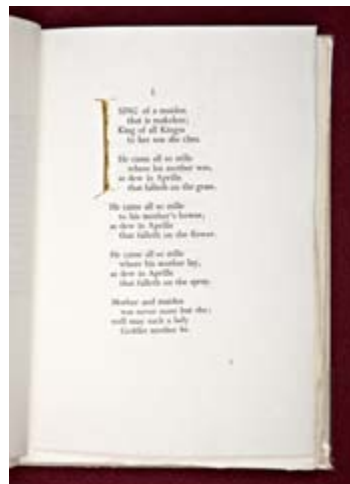 I
I SING of a maiden
that is makeless;
King of all Kings
to her son she ches.
He came all so stille
where his mother was,
as dew in Aprille
that falleth on the grass.
He came all so stille
to his mother's bower,
as dew in Aprille
that falleth on the flower.
He came all so stille
where his mother lay,
as dew in Aprille
that falleth on the spray.
Mother and maiden
was never none but she;
well may such a lady
Goddes mother be.